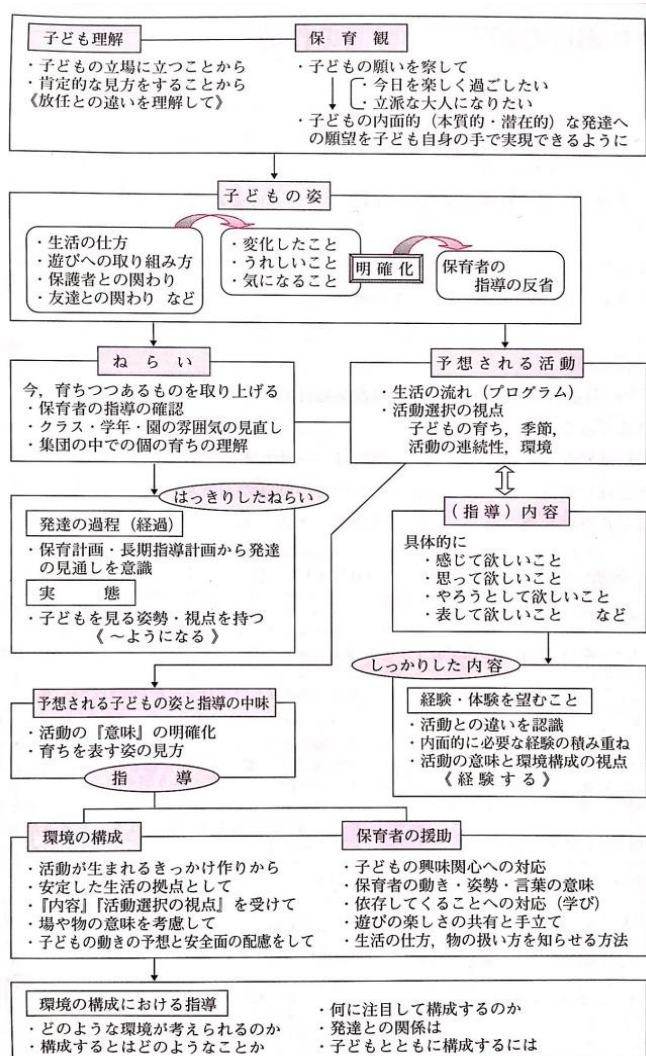 子ども理解
・子どもの立場に立つことから
・肯定的な見方をすることから
《放任との違いを理解して》
保育観
・子どもの願いを察して
・今日を楽しく過ごしたい
・立派な大人になりたい
・子どもの内面的（本質的・潜在的）な発達へ
の願望を子ども自身の手で実現できるように
子どもの姿
・生活の仕方
・遊びへの取り組み方
・保護者との関わり
・友達との関わり など
・変化したこと
・うれしいこと
・気になること
明確化
保育者の
指導の反省
ねらい
今，育ちつつあるものを取り上げる
・保育者の指導の確認
・クラス・学年・園の雰囲気の見直し
・集団の中での個の育ちの理解
予想される活動
・生活の流れ（プログラム）
・活動選択の視点
子どもの育ち，季節，
活動の連続性，環境
はっきりしたねらい
発達の過程（経過）
・保育計画・長期指導計画から発達
の見通しを意識
実態
・子どもを見る姿勢・視点を持つ
《～ようになる》
（指導）内容
具体的に
・感じて欲しいこと
・思って欲しいこと
・やろうとして欲しいこと
・表して欲しいこと など
しっかりした内容
経験・体験を望むこと
・活動との違いを認識
・内面的に必要な経験の積み重ね
・活動の意味と環境構成の視点
《経験する》
予想される子どもの姿と指導の中味
・活動の『意味』の明確化
・育ちを表す姿の見方
指導
環境の構成
・活動が生まれるきっかけ作りから
・安定した生活の拠点として
・『内容』『活動選択の視点』を受けて
・場や物の意味を考慮して
・子どもの動きの予想と安全面の配慮をして
保育者の援助
・子どもの興味関心への対応
・保育者の動き・姿勢・言葉の意味
・依存してくることへの対応（学び）
・遊びの楽しさの共有と手立て
・生活の仕方，物の扱い方を知らせる方法
環境の構成における指導
・どのような環境が考えられるのか
・構成するとはどのようなことか
・何に注目して構成するのか
・発達との関係は
・子どもとともに構成するには